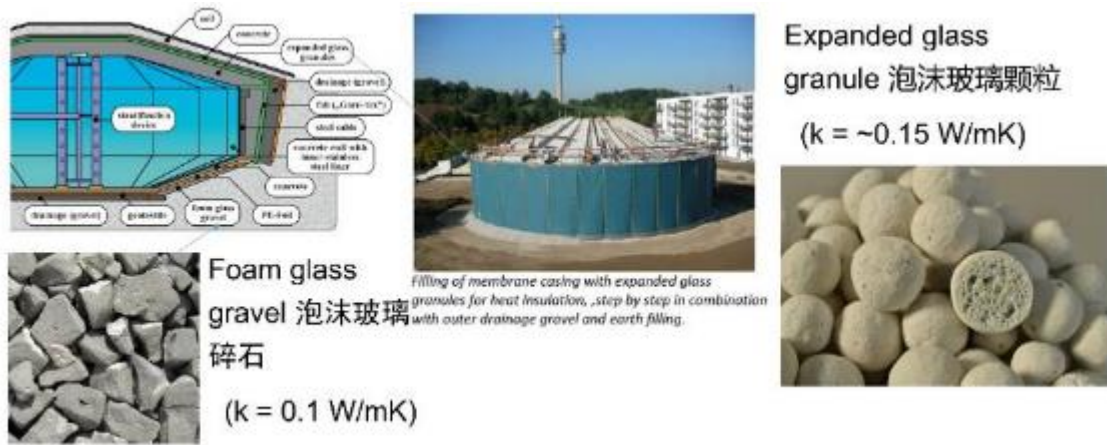 soil
concrete
expanded glass
granules
drainage (gravel)
steel cable
concrete wall with
inner stainless
steel liner
concrete
stratification
device
drainage (gravel)
geotextile
foam glass
gravel
PE-foil
Filling of membrane casing with expanded glass
granules for heat insulation, ,step by step in combination
with outer drainage gravel and earth filling.
Foam glass
gravel 泡沫玻璃
碎石
(k = 0.1 W/mK)
Expanded glass
granule 泡沫玻璃颗粒
(k = ~0.15 W/mK)